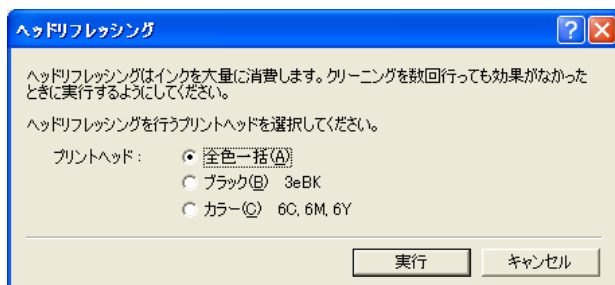 ヘッドリフレッシング
ヘッドリフレッシングはインクを大量に消費します。クリーニングを数回行っても効果がなかった
ときに実行するようにしてください。
ヘッドリフレッシングを行うプリントヘッドを選択してください。
プリントヘッド： 全色一括(A)
ブラック(B) 3eBK
カラー(C) 6C, 6M, 6Y
実行 キャンセル